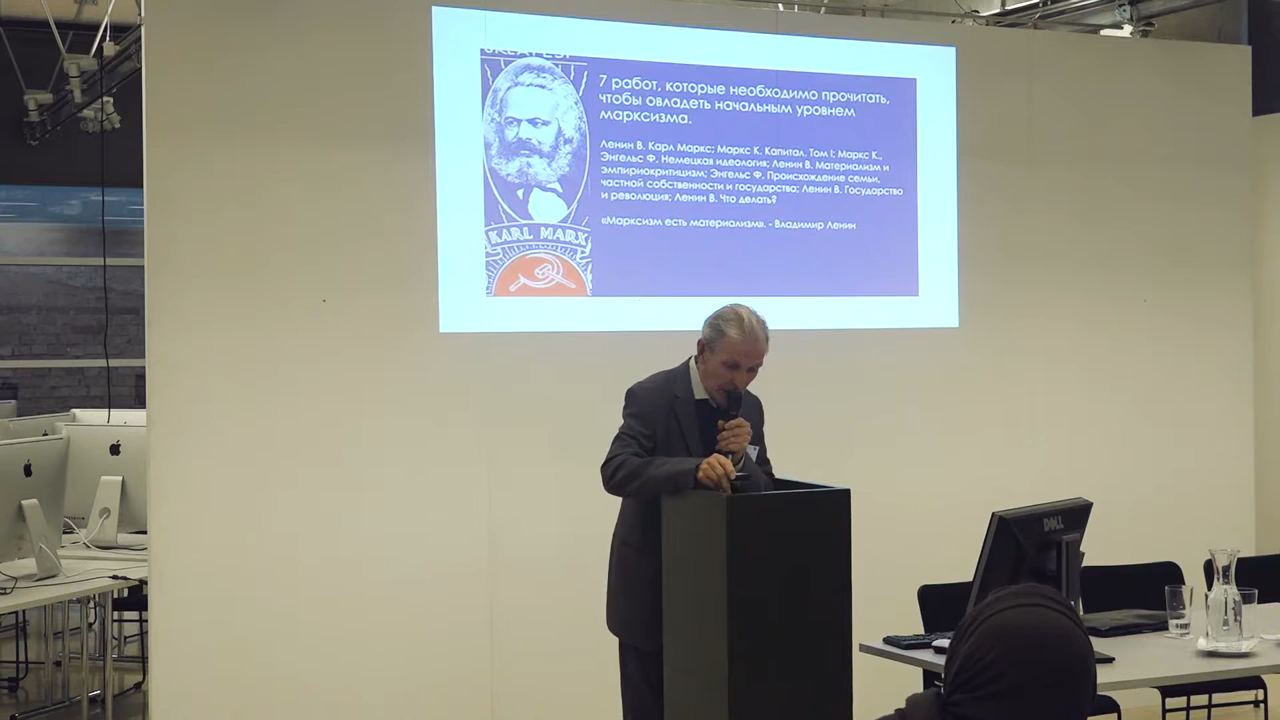 7 работ, которые необходимо прочитать,
чтобы овладеть начальным уровнем
марксизма.
Ленин В. Карл Маркс; Маркс К. Капитал, Том I; Маркс К.,
Энгельс Ф. Немецкая идеология; Ленин В. Материализм и
эмпириокритицизм; Энгельс Ф. Происхождение семьи,
частной собственности и государства; Ленин В. Государство
и революция; Ленин В. Что делать?
«Марксизм есть материализм». - Владимир Ленин
KARL MARX
DELL